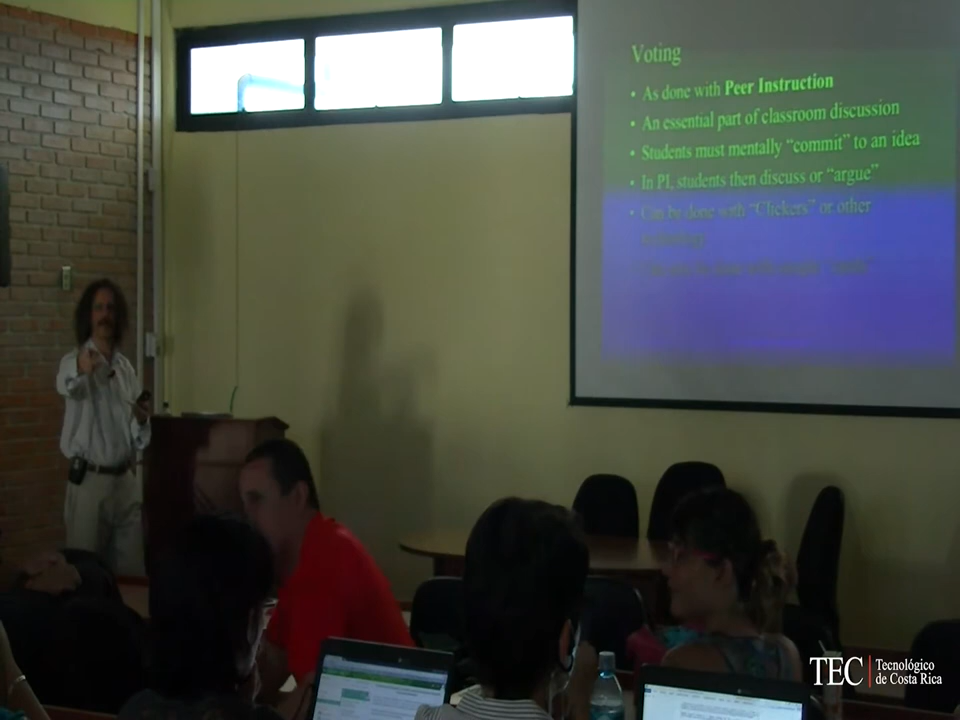 Voting
• As done with Peer Instruction
• An essential part of classroom discussion
• Students must mentally “commit” to an idea
• In PI, students then discuss or “argue”
• Can be done with “Clickers” or other
technology
TEC
Tecnológico
de Costa Rica